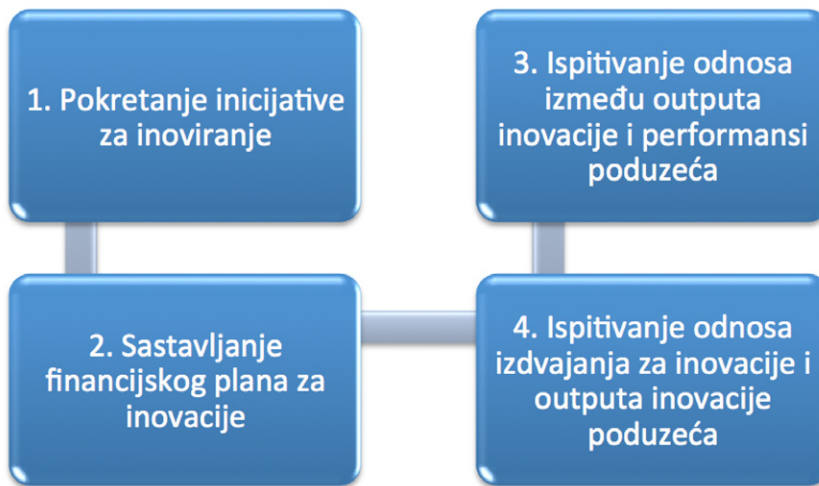 1. Pokretanje inicijative
za inoviranje
2. Sastavljanje
financijskog plana za
inovacije
3. Ispitivanje odnosa
između outputa
inovacije i performansi
poduzeća
4. Ispitivanje odnosa
izdvajanja za inovacije i
outputa inovacije
poduzeća